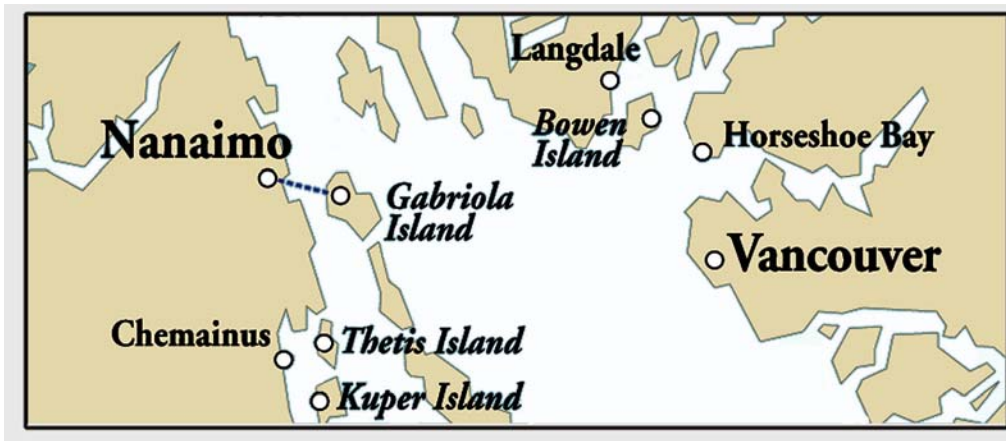 Langdale
Bowen
Island
Horseshoe Bay
Nanaimo
Gabriola
Island
Vancouver
Chemainus
Thetis Island
Kuper Island